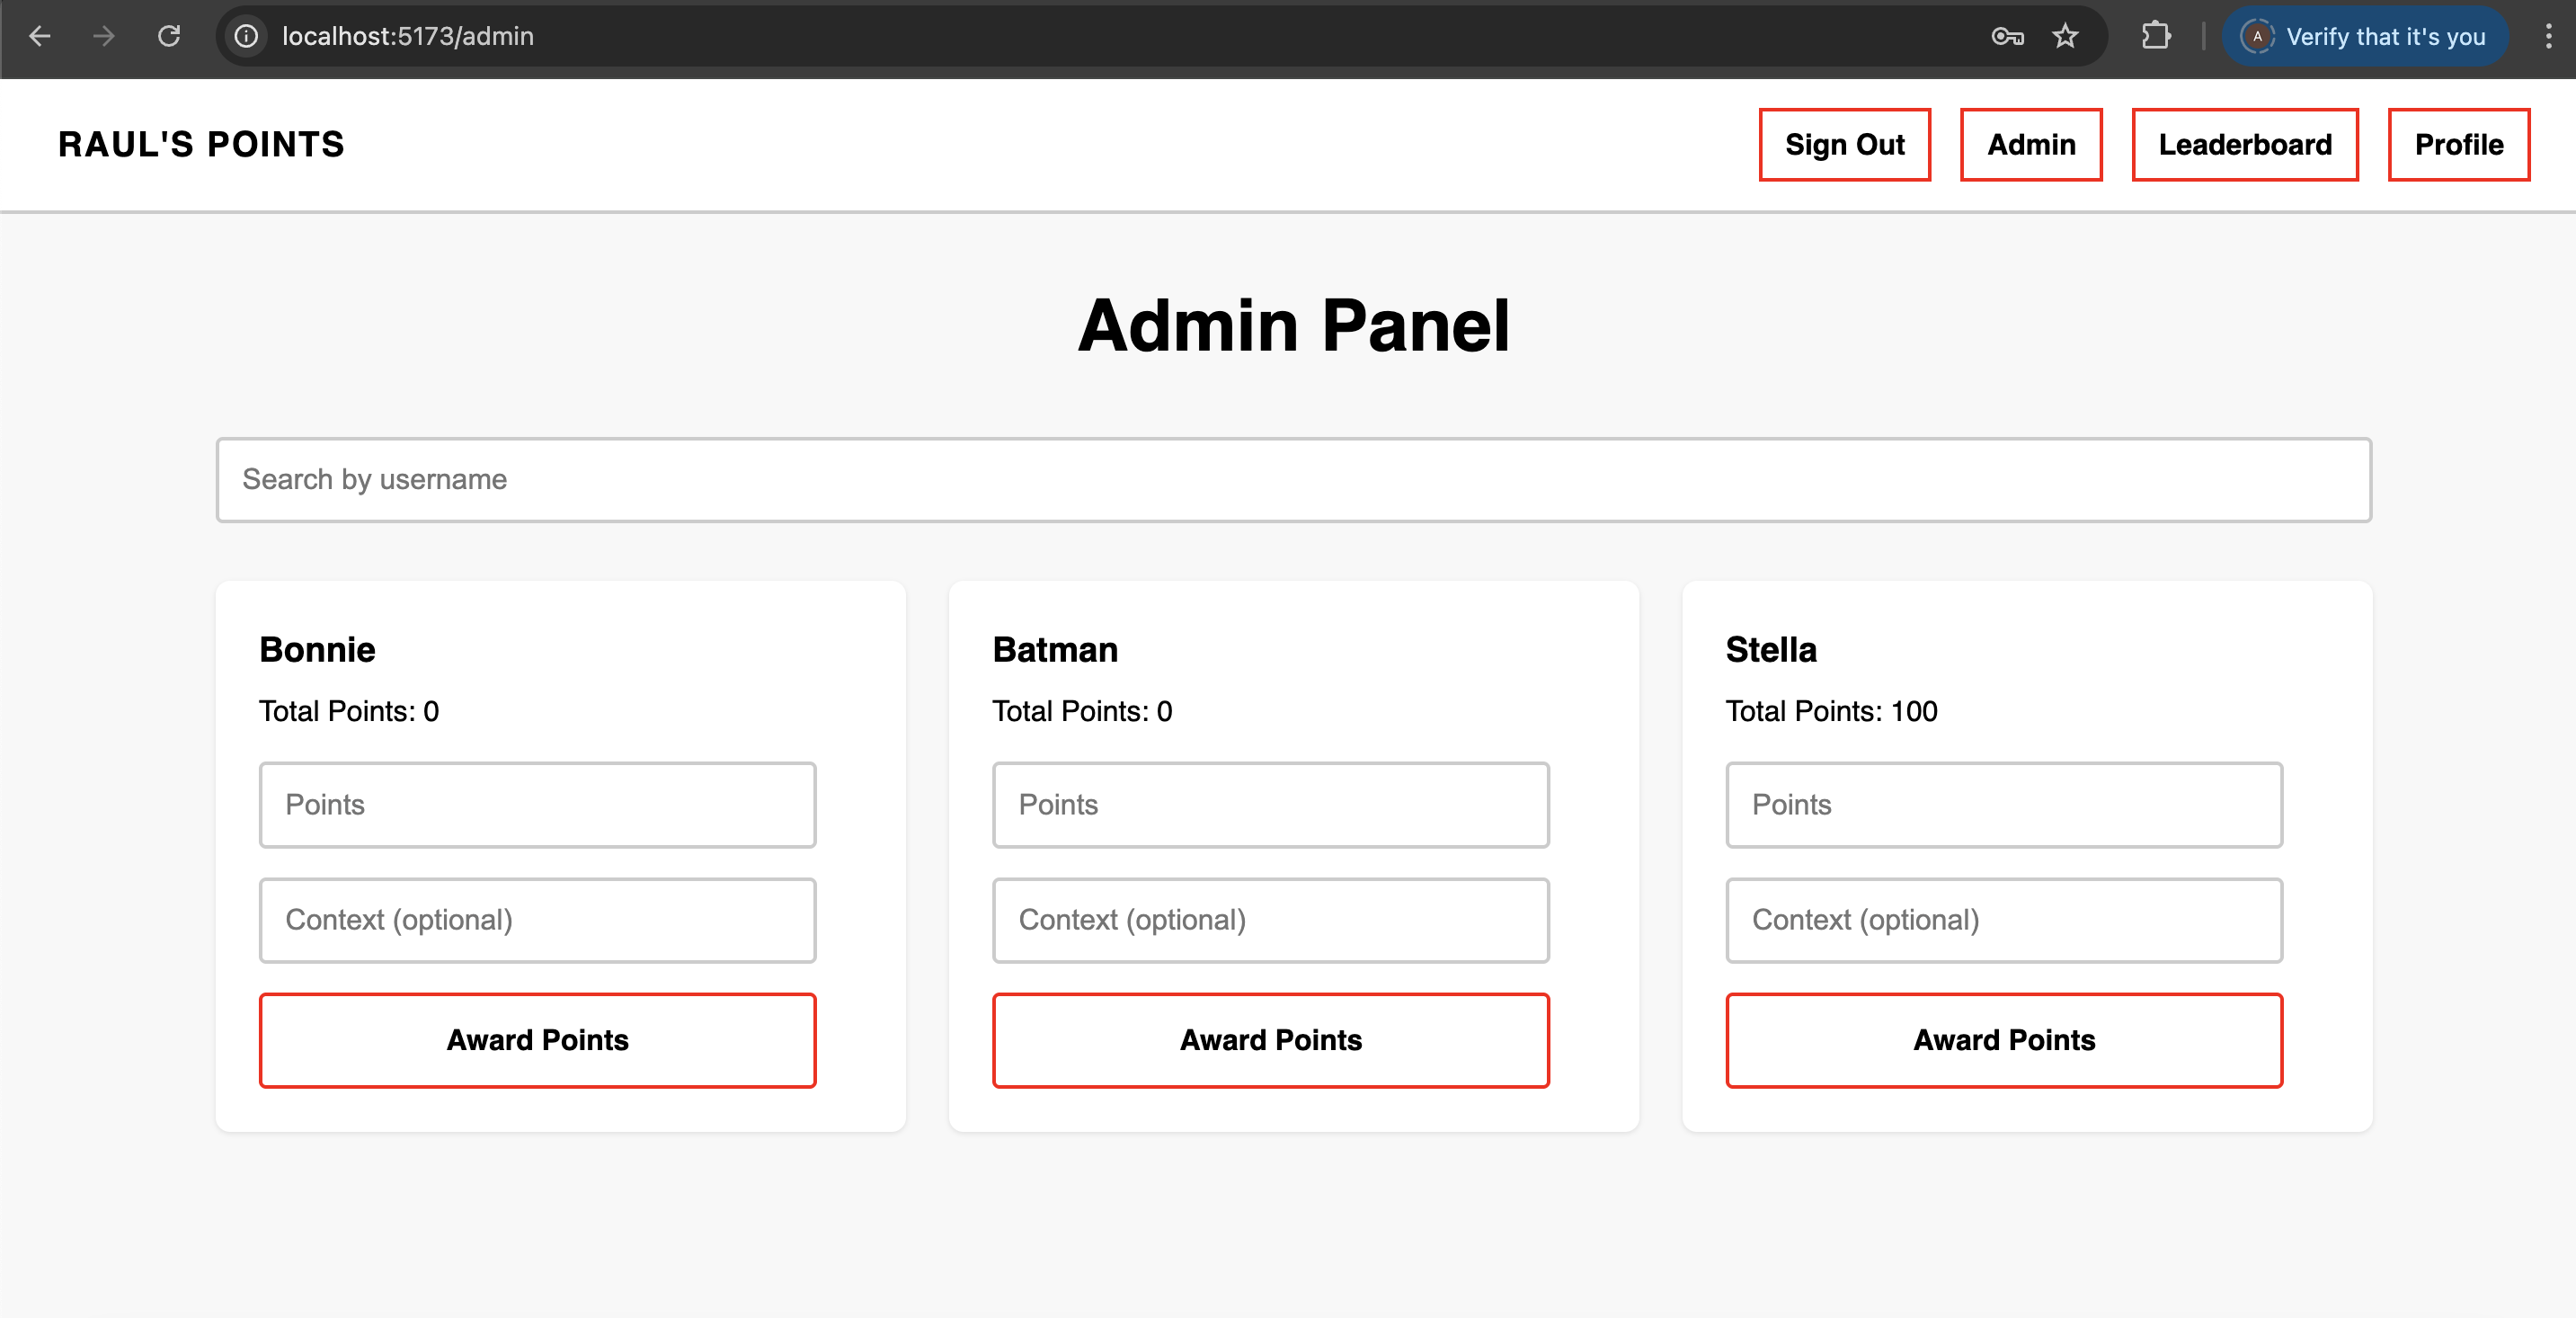 localhost:5173/admin
A Verify that it's you
RAUL'S POINTS
Sign Out Admin Leaderboard Profile
Admin Panel
Search by username
Bonnie
Total Points: 0
Points
Context (optional)
Award Points
Batman
Total Points: 0
Points
Context (optional)
Award Points
Stella
Total Points: 100
Points
Context (optional)
Award Points